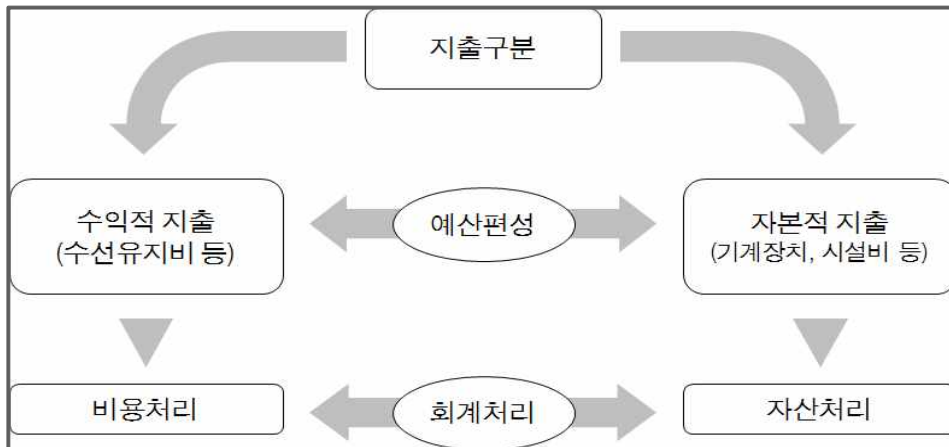 지출구분
수익적 지출
(수선유지비 등)
예산편성
자본적 지출
(기계장치, 시설비 등)
비용처리
회계처리
자산처리